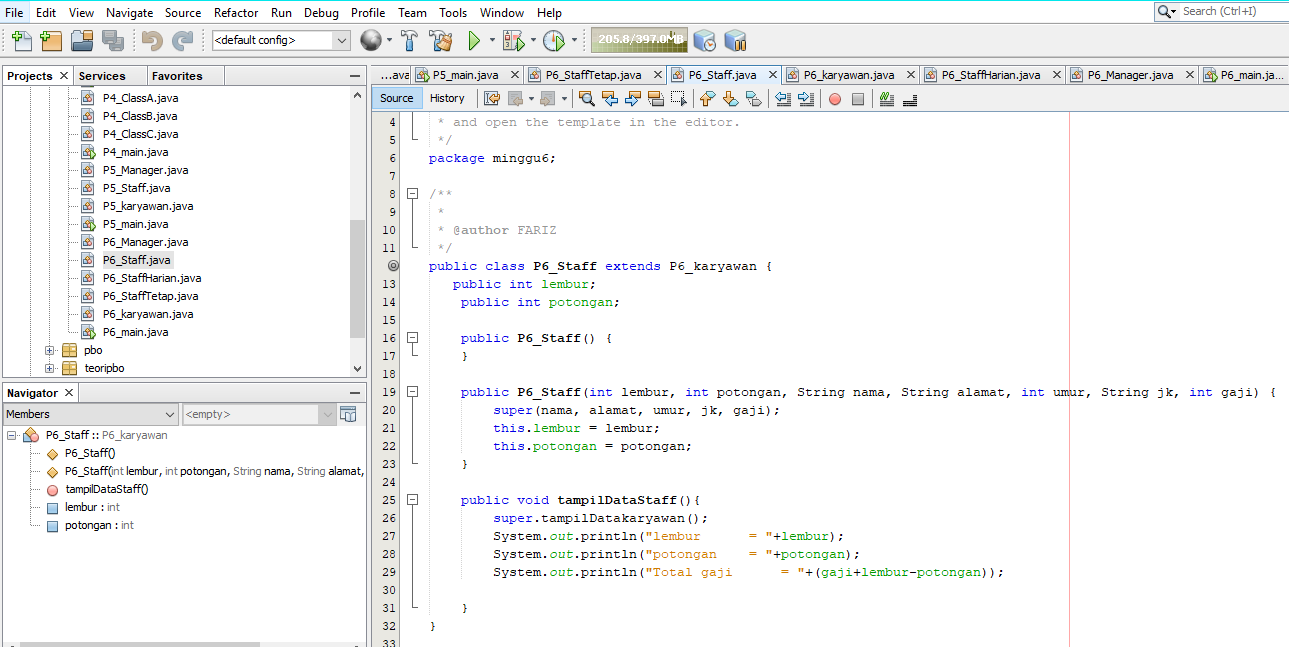 File Edit View Navigate Source Refactor Run Debug Profile Team Tools Window Help
Search (Ctrl+I)
<default config>
205.8/397.0MB
Projects Services Favorites
P4_ClassA.java
P4_ClassB.java
P4_ClassC.java
P4_main.java
P5_Manager.java
P5_Staff.java
P5_karyawan.java
P5_main.java
P6_Manager.java
P6_Staff.java
P6_StaffHarian.java
P6_StaffTetap.java
P6_karyawan.java
P6_main.java
pbo
teoripbo
Navigator
Members
<empty>
P6_Staff :: P6_karyawan
P6_Staff()
P6_Staff(int lembur, int potongan, String nama, String alamat,
tampilDataStaff()
lembur : int
potongan : int
...ava P5_main.java P6_StaffTetap.java P6_Staff.java P6_karyawan.java P6_StaffHarian.java P6_Manager.java P6_main.ja...
Source History
4 * and open the template in the editor.
5 */
6 package minggu6;
7
8 /**
9 *
10 * @author FARIZ
11 */
public class P6_Staff extends P6_karyawan {
13 public int lembur;
14 public int potongan;
15
16 public P6_Staff() {
17 }
18
19 public P6_Staff(int lembur, int potongan, String nama, String alamat, int umur, String jk, int gaji) {
20 super(nama, alamat, umur, jk, gaji);
21 this.lembur = lembur;
22 this.potongan = potongan;
23 }
24
25 public void tampilDataStaff(){
26 super.tampilDatakaryawan();
27 System.out.println("lembur      = "+lembur);
28 System.out.println("potongan    = "+potongan);
29 System.out.println("Total gaji      = "+(gaji+lembur-potongan));
30
31 }
32 }
33